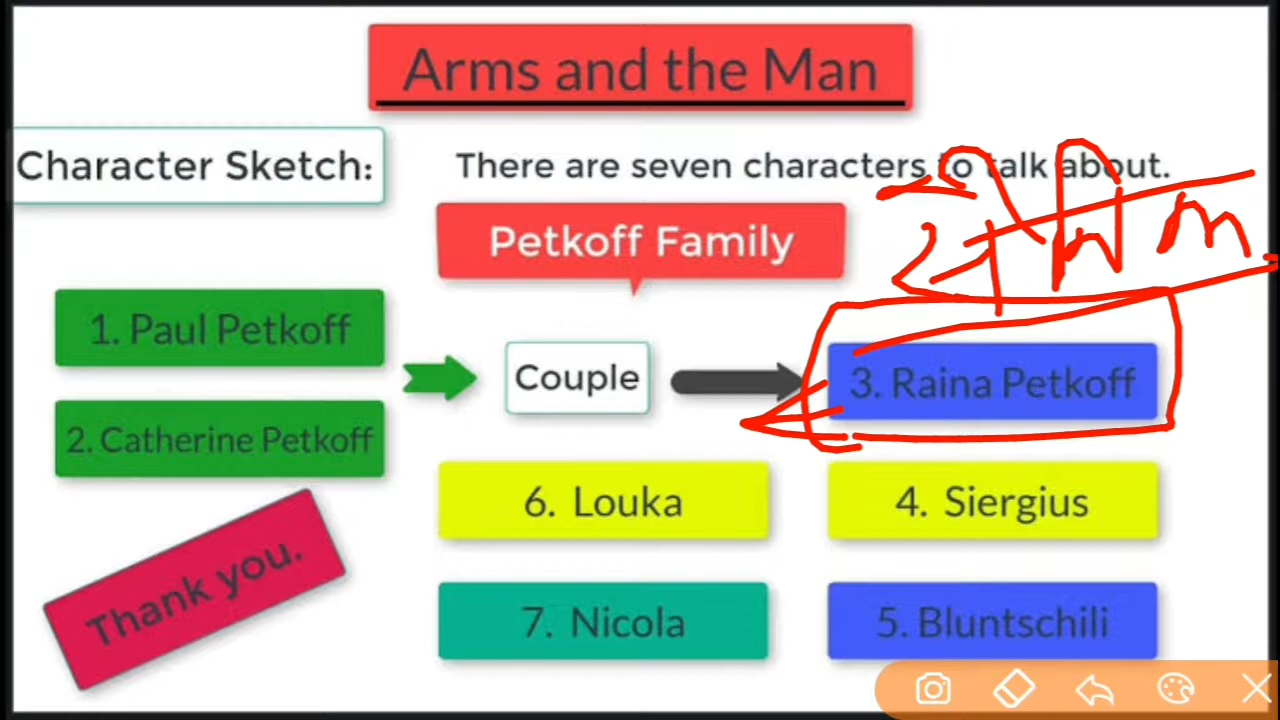 Arms and the Man
Character Sketch:
There are seven characters to talk about.
Petkoff Family
1. Paul Petkoff
2. Catherine Petkoff
Couple
3. Raina Petkoff
6. Louka
4. Siergius
7. Nicola
5. Bluntschili
Thank you.